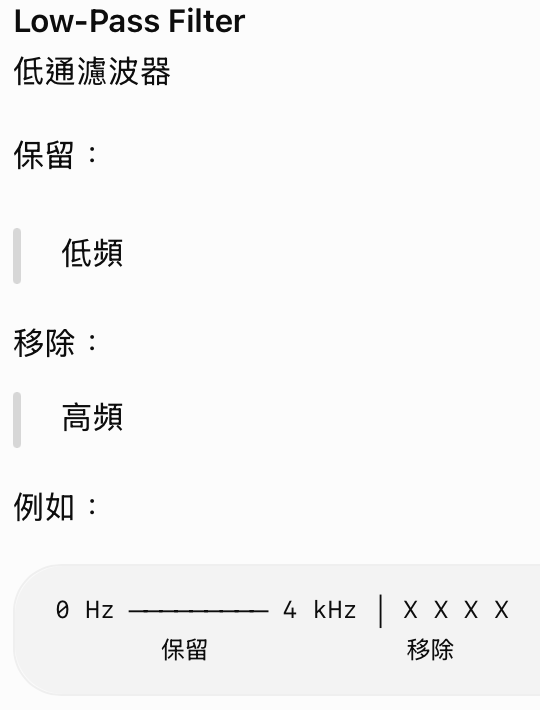 Low-Pass Filter
低通濾波器
保留：
低頻
移除：
高頻
例如：
0 Hz ───────── 4 kHz │ X X X X
保留 移除